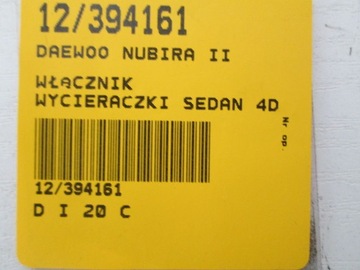 12/394161
DAEWOO NUBIRA II
WŁĄCZNIK
WYCIERACZKI SEDAN 4D
Nr op.
12/394161
D I 20 C